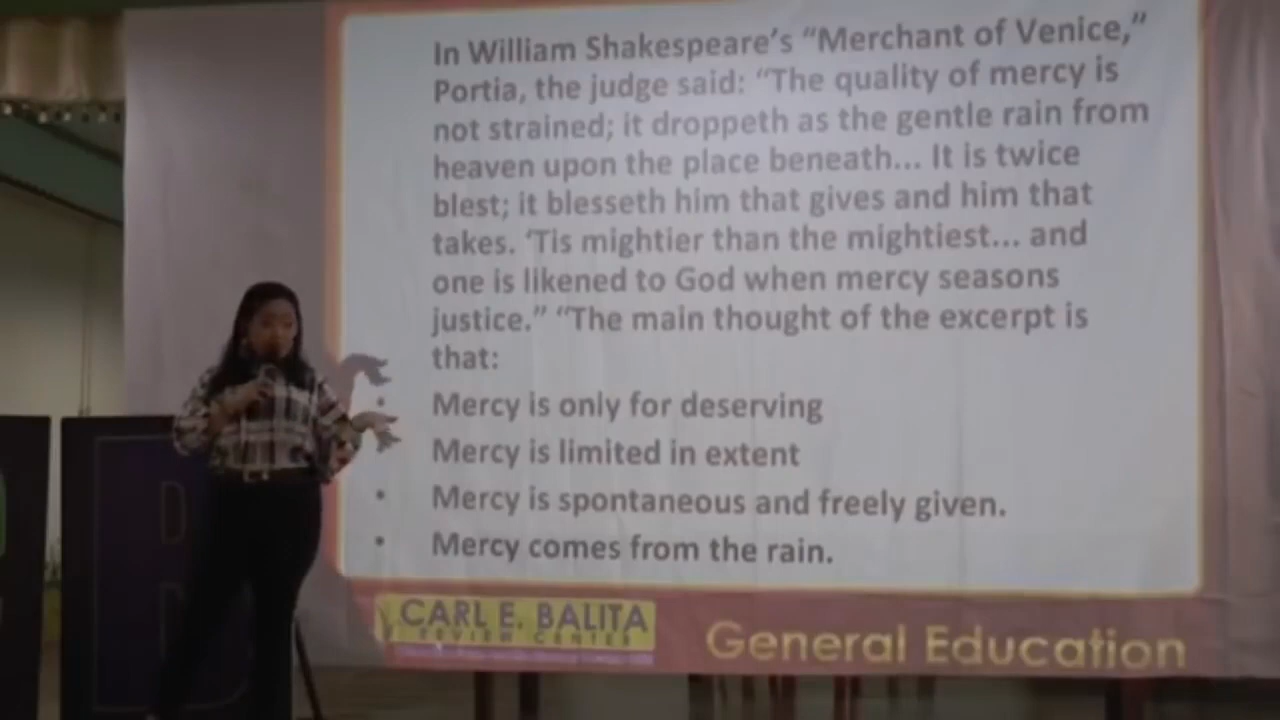 In William Shakespeare's "Merchant of Venice,"
Portia, the judge said: "The quality of mercy is
not strained; it droppeth as the gentle rain from
heaven upon the place beneath... It is twice
blest; it blesseth him that gives and him that
takes. 'Tis mightier than the mightiest... and
one is likened to God when mercy seasons
justice." "The main thought of the excerpt is
that:
• Mercy is only for deserving
Mercy is limited in extent
• Mercy is spontaneous and freely given.
• Mercy comes from the rain.
CARL E. BALITA
REVIEW CENTER
General Education